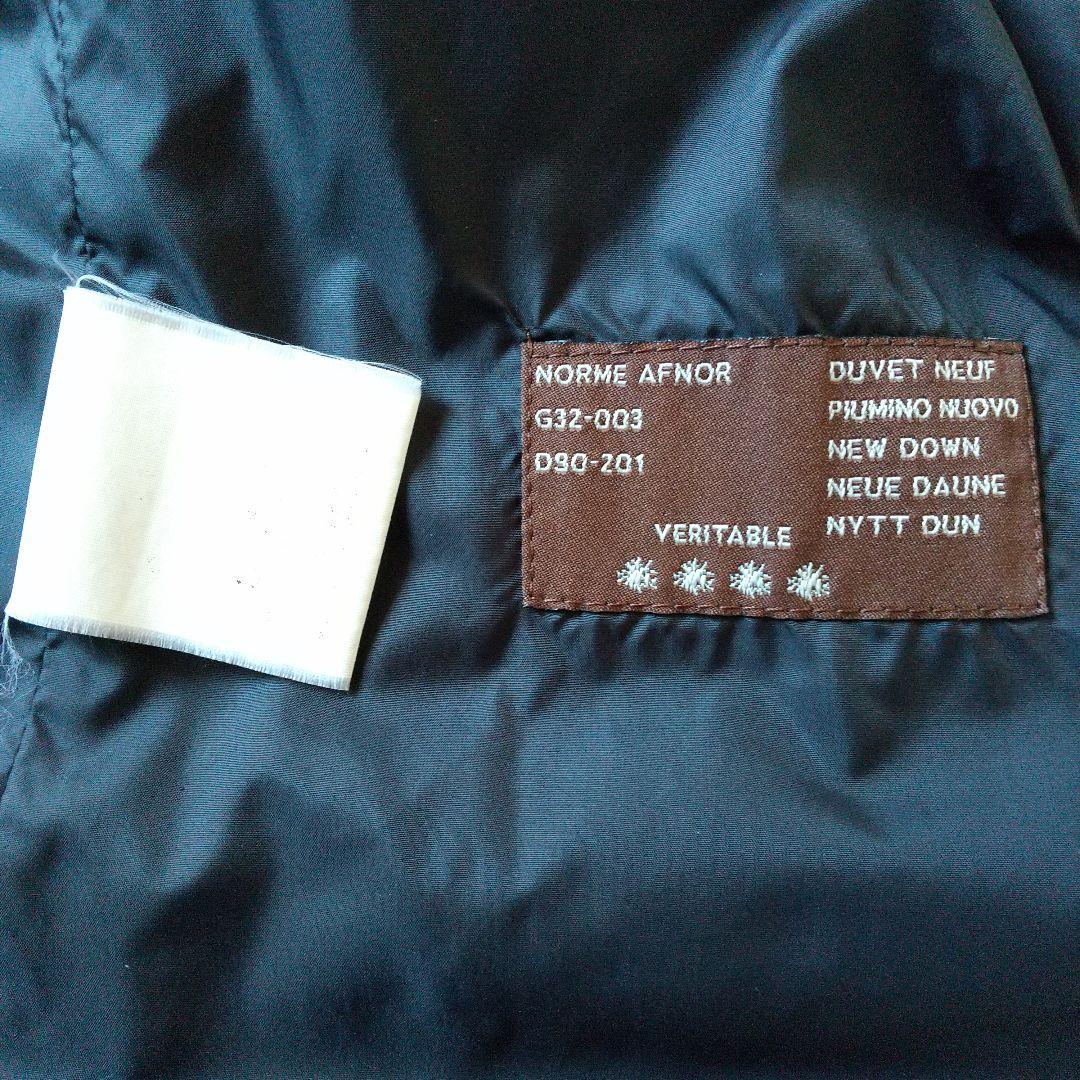 NORME AFNOR
G32-003
D90-201
VERITABLE
DUVET NEUF
PIUMINO NUOVO
NEW DOWN
NEUE DAUNE
NYTT DUN